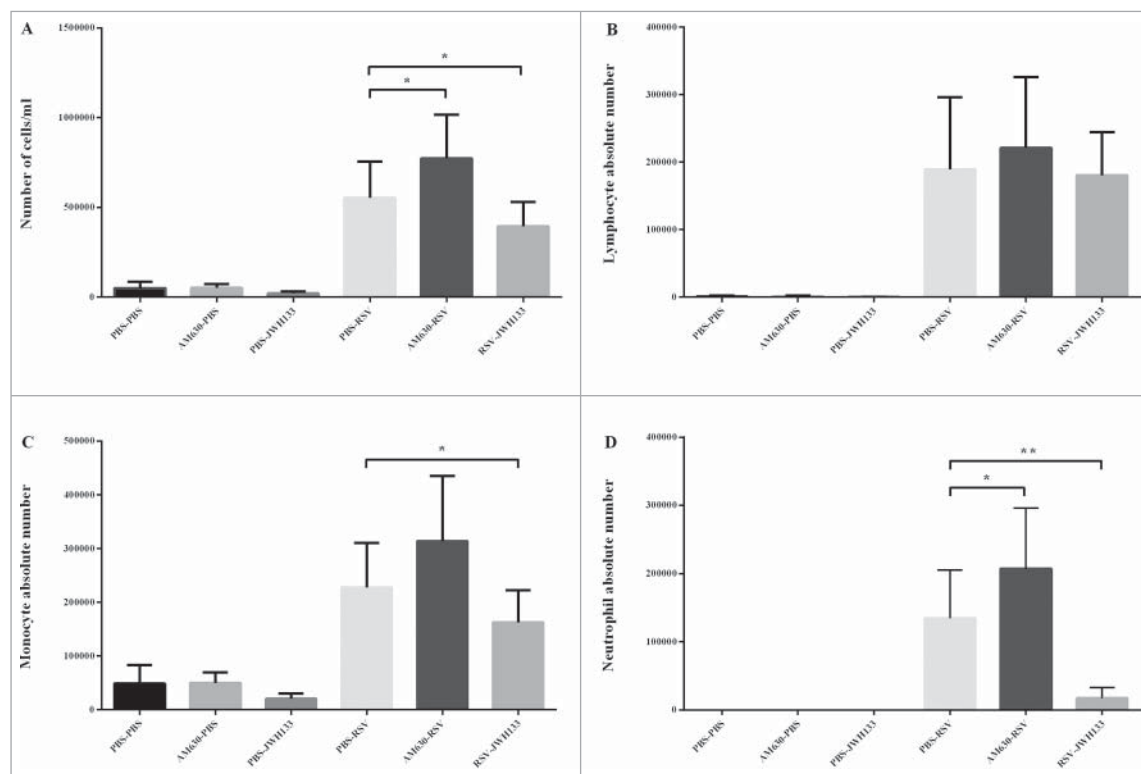 A
Number of cells/ml
1500000
1000000
500000
0
*
*
PBS-PBS
AM630-PBS
PBS-JWH133
PBS-RSV
AM630-RSV
RSV-JWH133
B
Lymphocyte absolute number
400000
300000
200000
100000
0
PBS-PBS
AM630-PBS
PBS-JWH133
PBS-RSV
AM630-RSV
RSV-JWH133
C
Monocyte absolute number
500000
400000
300000
200000
100000
0
*
PBS-PBS
AM630-PBS
PBS-JWH133
PBS-RSV
AM630-RSV
RSV-JWH133
D
Neutrophil absolute number
400000
300000
200000
100000
0
**
*
PBS-PBS
AM630-PBS
PBS-JWH133
PBS-RSV
AM630-RSV
RSV-JWH133